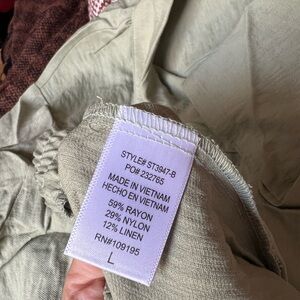 STYLE# ST3947-B
PO# 232765
MADE IN VIETNAM
HECHO EN VIETNAM
59% RAYON
29% NYLON
12% LINEN
RN#109195
L